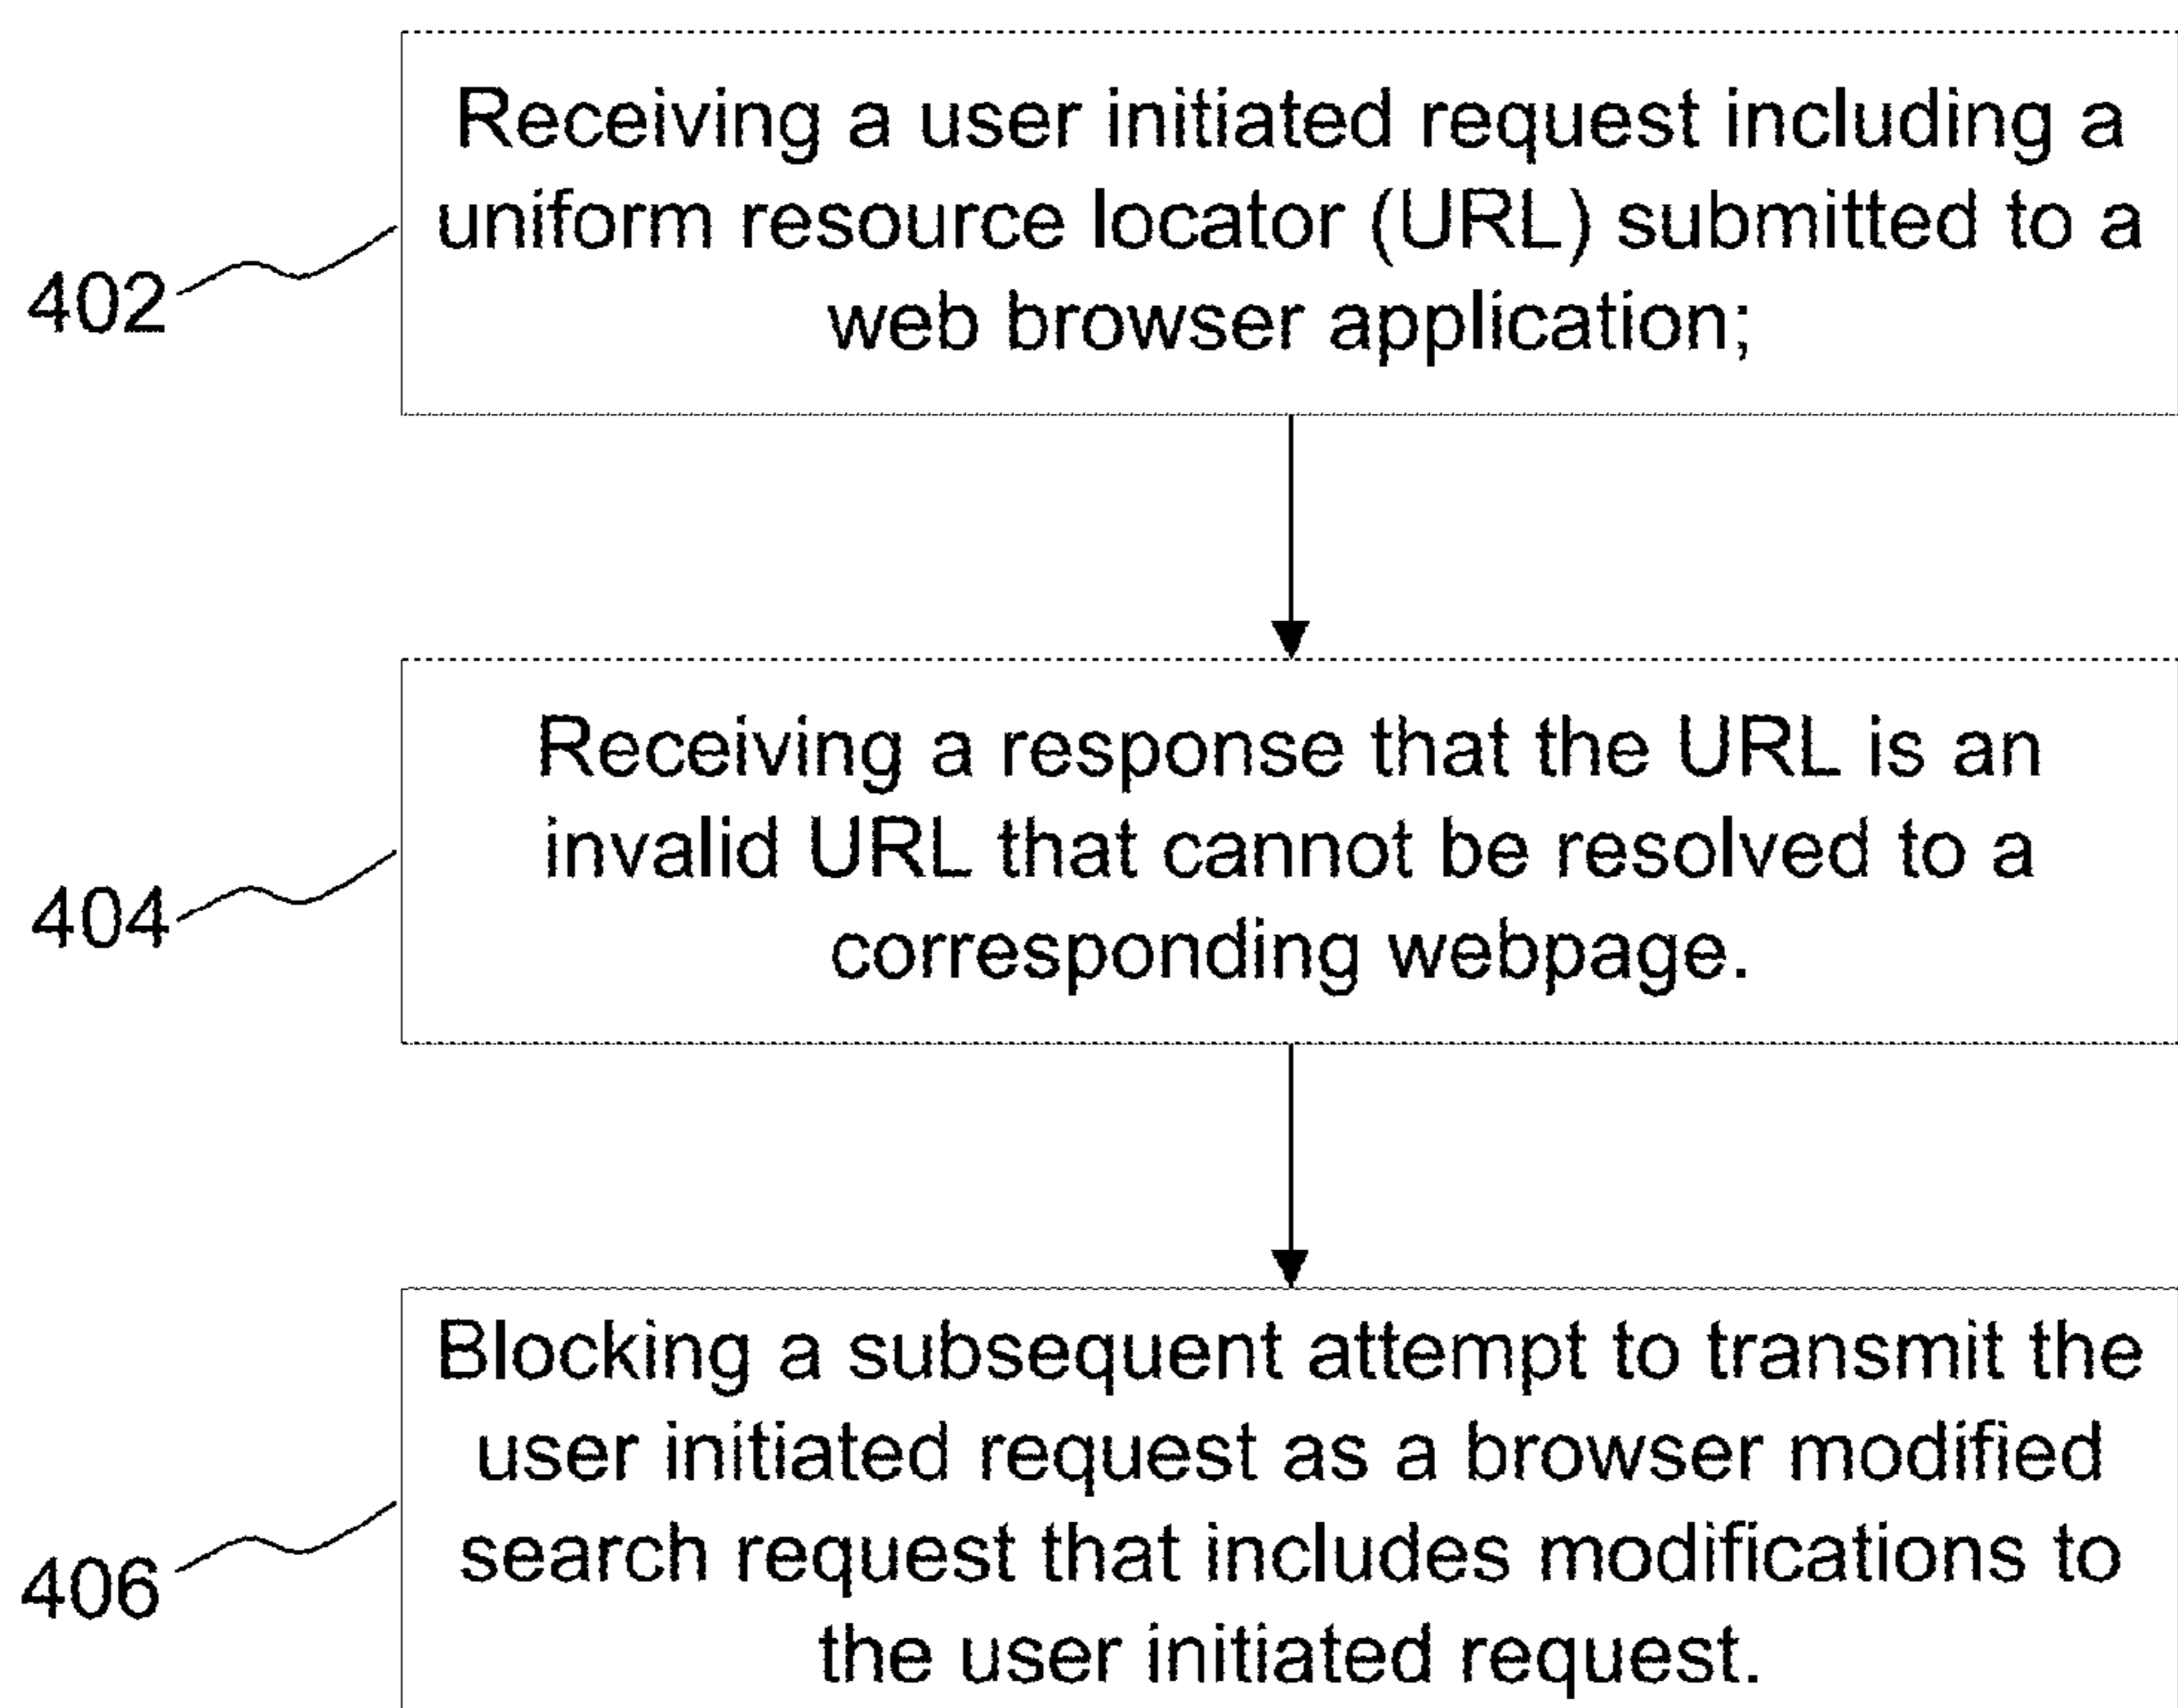 Receiving a user initiated request including a
uniform resource locator (URL) submitted to a
web browser application;
402
Receiving a response that the URL is an
invalid URL that cannot be resolved to a
corresponding webpage.
404
Blocking a subsequent attempt to transmit the
user initiated request as a browser modified
search request that includes modifications to
the user initiated request.
406